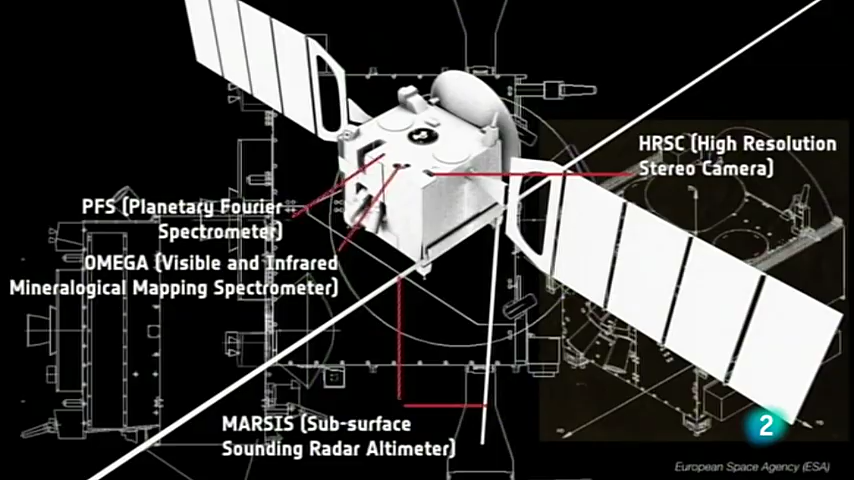 HRSC (High Resolution
Stereo Camera)
PFS (Planetary Fourier
Spectrometer)
OMEGA (Visible and Infrared
Mineralogical Mapping Spectrometer)
MARSIS (Sub-surface
Sounding Radar Altimeter)
2
European Space Agency (ESA)